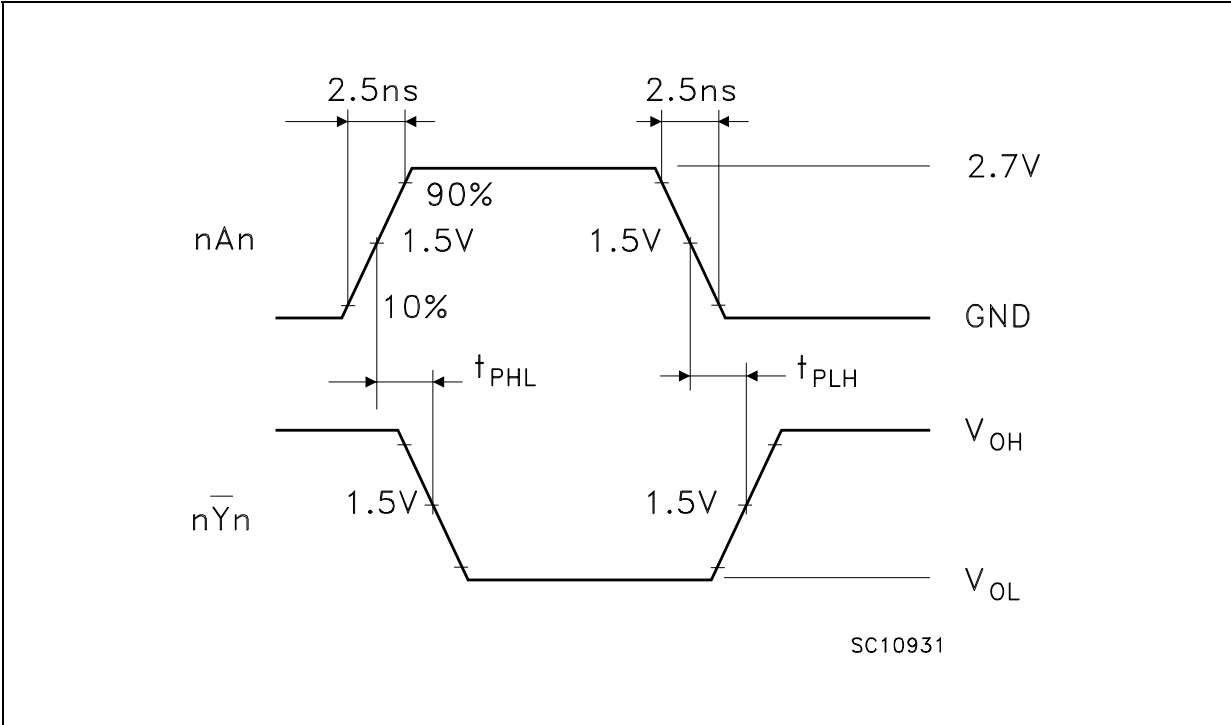 2.5ns 2.5ns
2.7V
90%
nAn 1.5V 1.5V
10%
GND
tPHL tPLH
VOH
1.5V 1.5V
nY̅n
VOL
SC10931